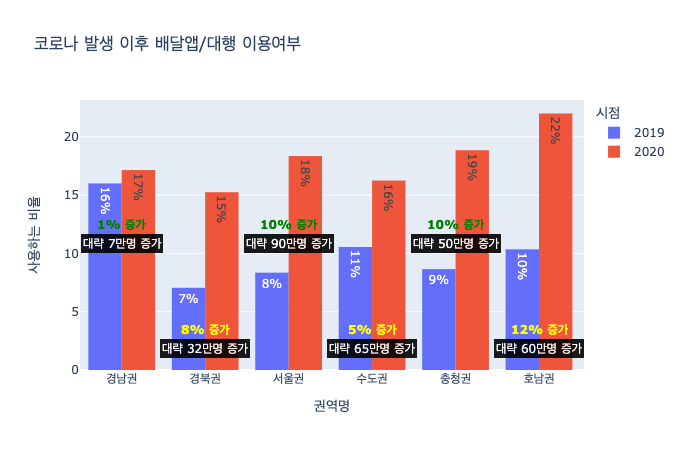 코로나 발생 이후 배달앱/대행 이용여부
시점
2019
2020
사용하는 비율
20
15
10
5
0
16%
17%
7%
15%
8%
18%
11%
16%
9%
19%
10%
22%
1% 증가
대략 7만명 증가
8% 증가
대략 32만명 증가
10% 증가
대략 90만명 증가
5% 증가
대략 65만명 증가
10% 증가
대략 50만명 증가
12% 증가
대략 60만명 증가
경남권
경북권
서울권
수도권
충청권
호남권
권역명